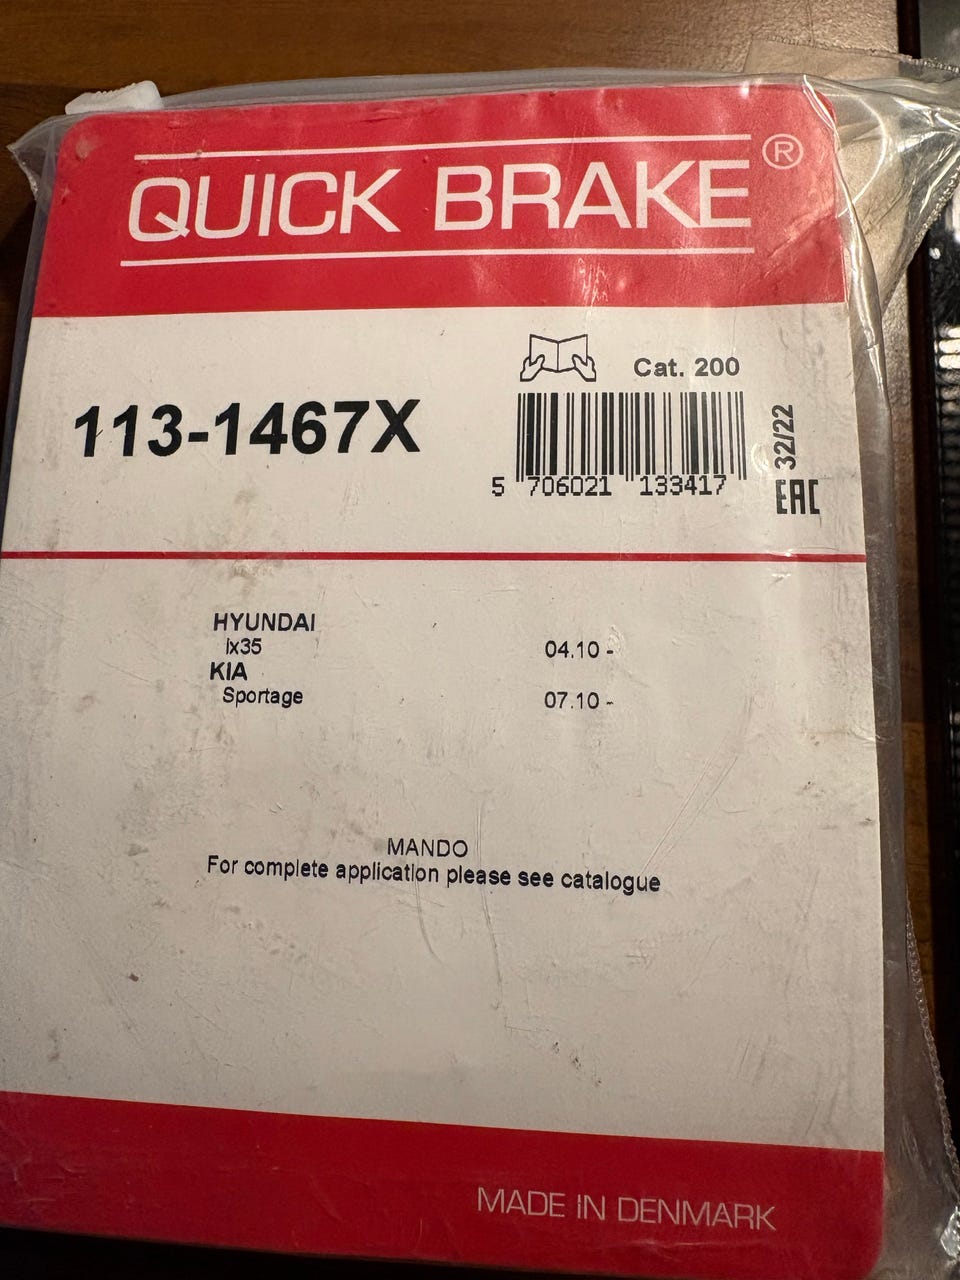 QUICK BRAKE®
Cat. 200
113-1467X
32/22
5 706021 133417
EAC
HYUNDAI
ix35 04.10 -
KIA
Sportage 07.10 -
MANDO
For complete application please see catalogue
MADE IN DENMARK